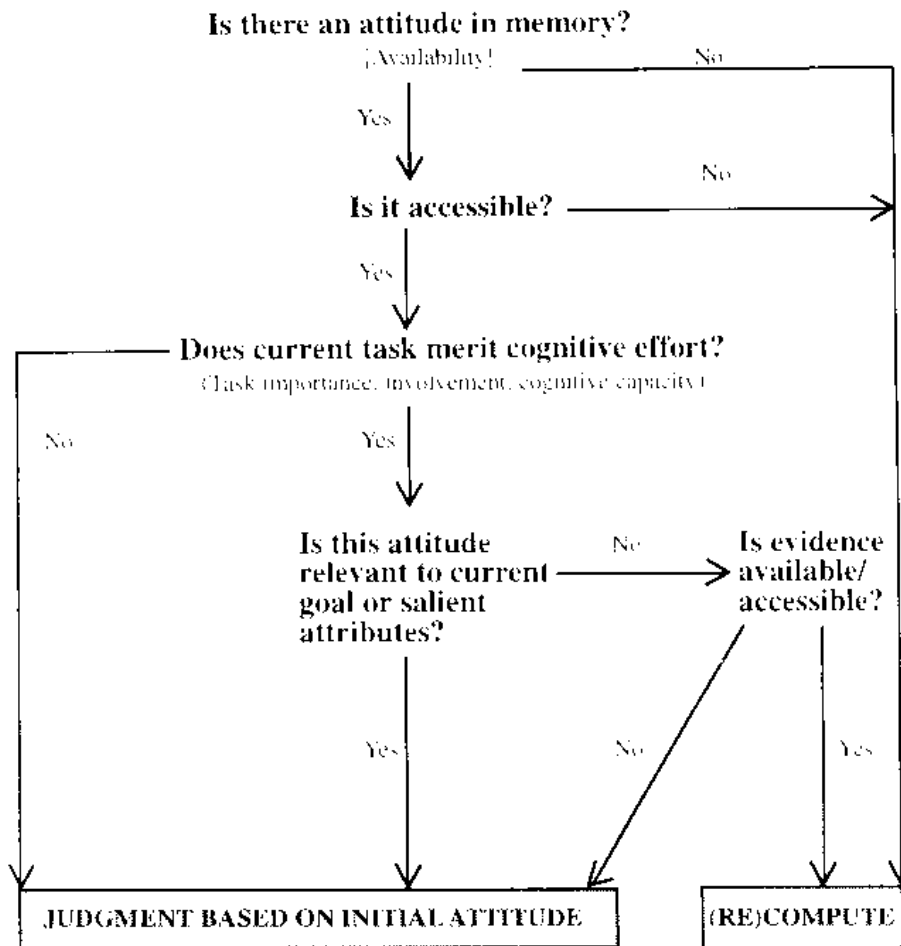 Is there an attitude in memory?
[Availability]
No
Yes
No
Is it accessible?
Yes
Does current task merit cognitive effort?
(Task importance, involvement, cognitive capacity)
No
Yes
Is this attitude
relevant to current
goal or salient
attributes?
No
Is evidence
available/
accessible?
Yes
No
Yes
JUDGMENT BASED ON INITIAL ATTITUDE
(RE)COMPUTE